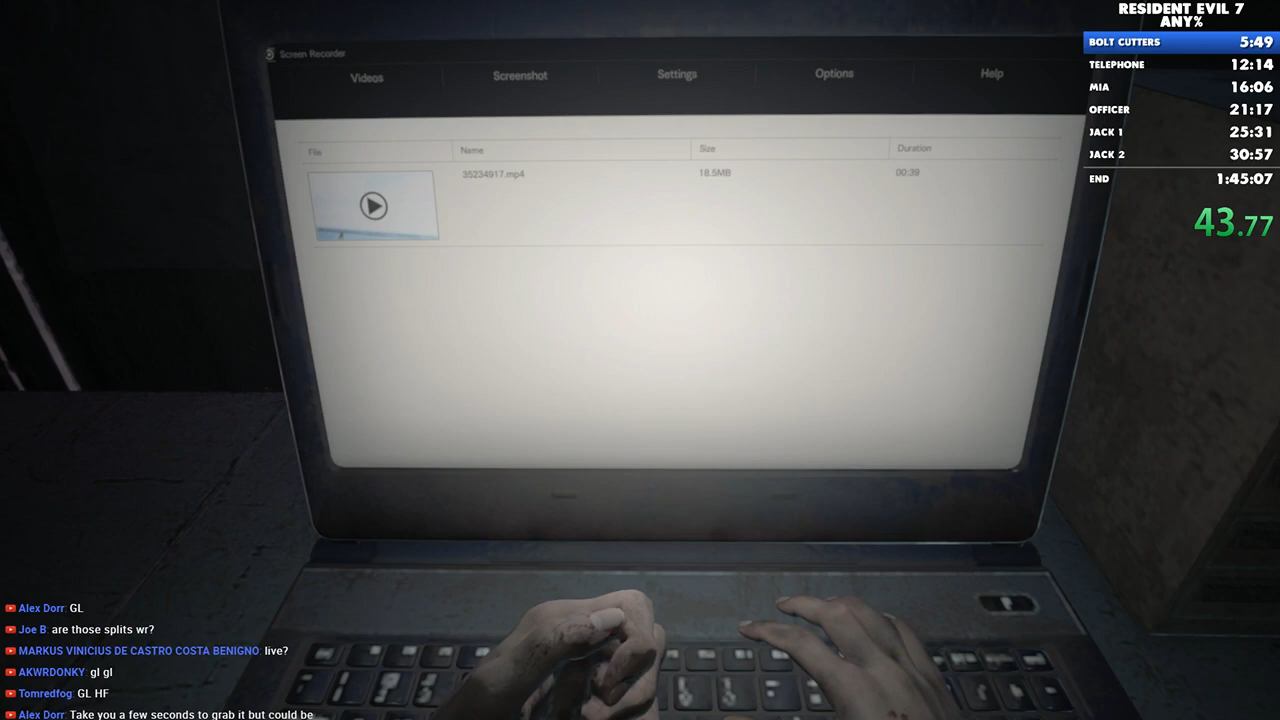 RESIDENT EVIL 7
ANY%
BOLT CUTTERS 5:49
TELEPHONE 12:14
MIA 16:06
OFFICER 21:17
JACK 1 25:31
JACK 2 30:57
END 1:45:07
43.77
Screen Recorder
Videos Screenshot Settings Options Help
File Name Size Duration
35234917.mp4 18.5MB 00:39
Alex Dorr: GL
Joe B: are those splits wr?
MARKUS VINICIUS DE CASTRO COSTA BENIGNO: live?
AKWRDONKY: gl gl
Tomredfog: GL HF
Alex Dorr: Take you a few seconds to grab it but could be